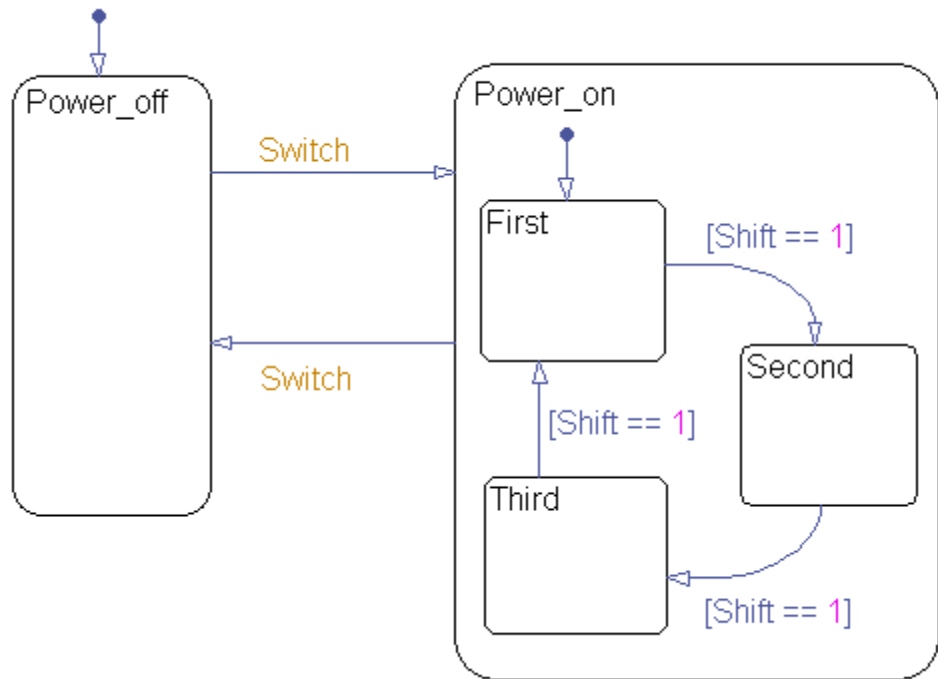 Power_off
Switch
Switch
Power_on
First
[Shift == 1]
Second
[Shift == 1]
Third
[Shift == 1]